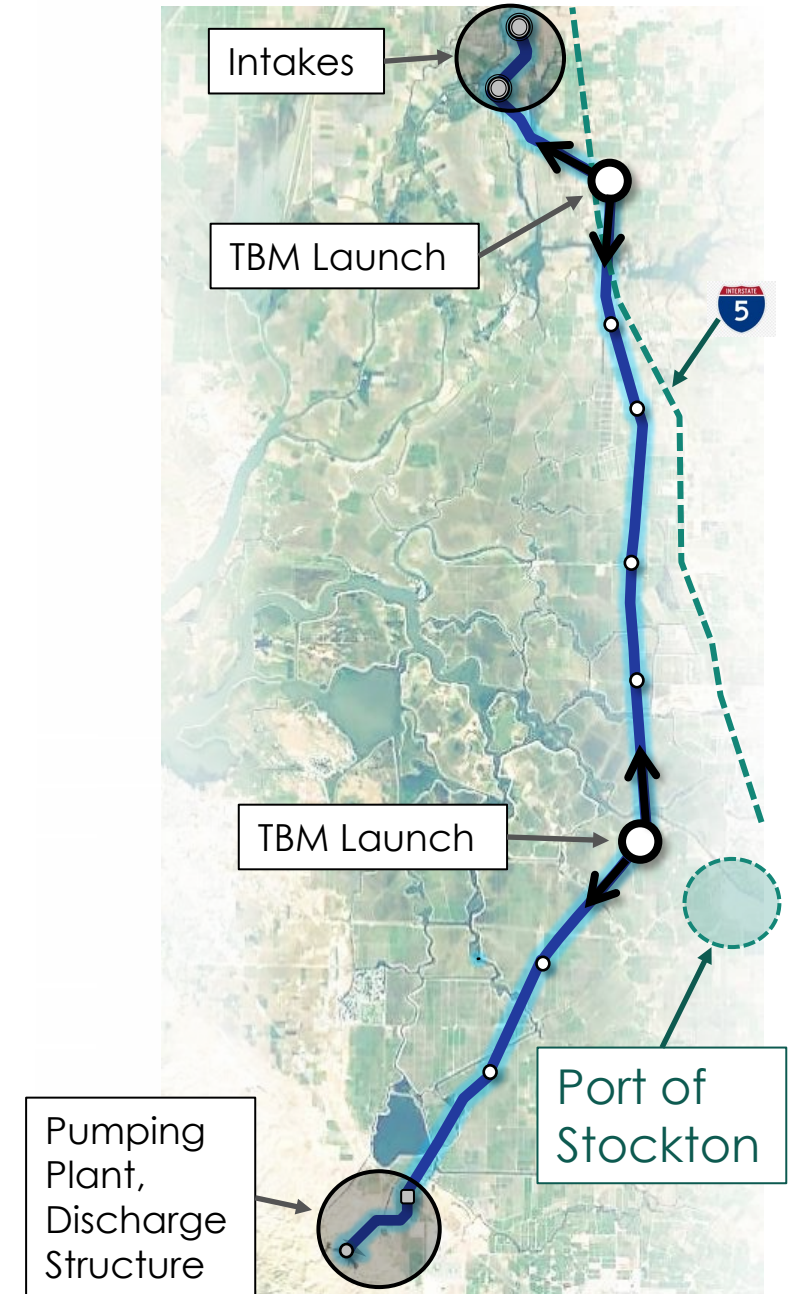 Intakes
TBM Launch
INTERSTATE
5
TBM Launch
Port of
Stockton
Pumping
Plant,
Discharge
Structure